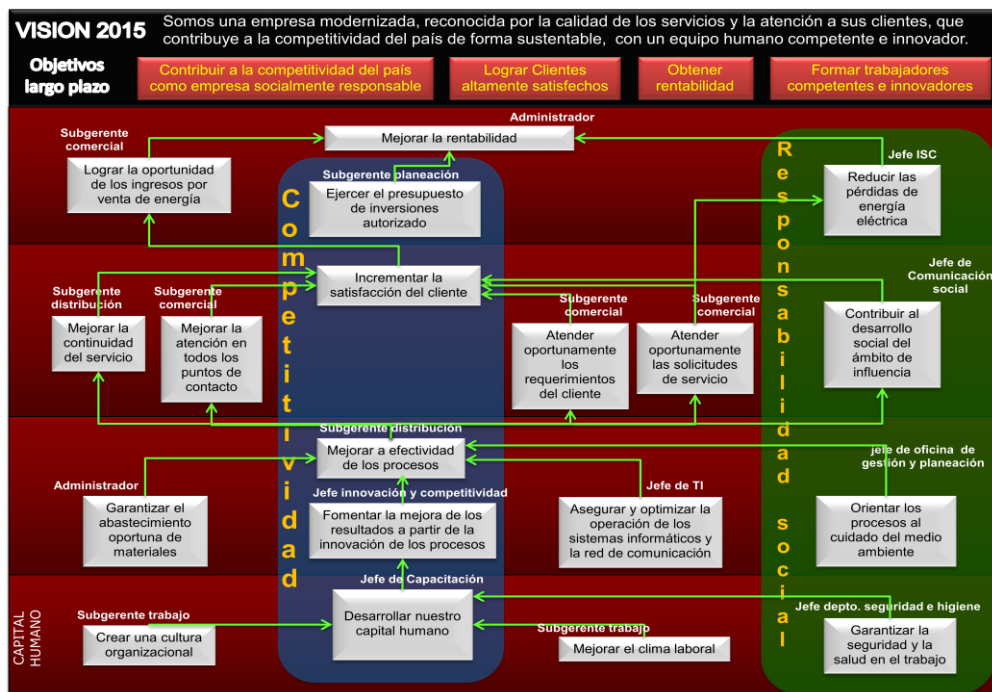 VISION 2015
Somos una empresa modernizada, reconocida por la calidad de los servicios y la atención a sus clientes, que
contribuye a la competitividad del país de forma sustentable, con un equipo humano competente e innovador.
Objetivos
largo plazo
Contribuir a la competitividad del país
como empresa socialmente responsable
Lograr Clientes
altamente satisfechos
Obtener
rentabilidad
Formar trabajadores
competentes e innovadores
Competitividad
Responsabilidad social
Subgerente
comercial
Lograr la oportunidad
de los ingresos por
venta de energía
Administrador
Mejorar la rentabilidad
Subgerente planeación
Ejercer el presupuesto
de inversiones
autorizado
Jefe ISC
Reducir las
pérdidas de
energía
eléctrica
Incrementar la
satisfacción del cliente
Subgerente
distribución
Mejorar la
continuidad
del servicio
Subgerente
comercial
Mejorar la
atención en
todos los
puntos de
contacto
Subgerente
comercial
Atender
oportunamente
los
requerimientos
del cliente
Subgerente
comercial
Atender
oportunamente
las solicitudes
de servicio
Jefe de
Comunicación
social
Contribuir al
desarrollo
social del
ámbito de
influencia
Subgerente distribución
Mejorar a efectividad
de los procesos
Administrador
Garantizar el
abastecimiento
oportuna de
materiales
Jefe innovación y competitividad
Fomentar la mejora de los
resultados a partir de la
innovación de los procesos
Jefe de TI
Asegurar y optimizar la
operación de los
sistemas informáticos y
la red de comunicación
jefe de oficina de
gestión y planeación
Orientar los
procesos al
cuidado del medio
ambiente
CAPITAL
HUMANO
Subgerente trabajo
Crear una cultura
organizacional
Jefe de Capacitación
Desarrollar nuestro
capital humano
Subgerente trabajo
Mejorar el clima laboral
Jefe depto. seguridad e higiene
Garantizar la
seguridad y la
salud en el trabajo